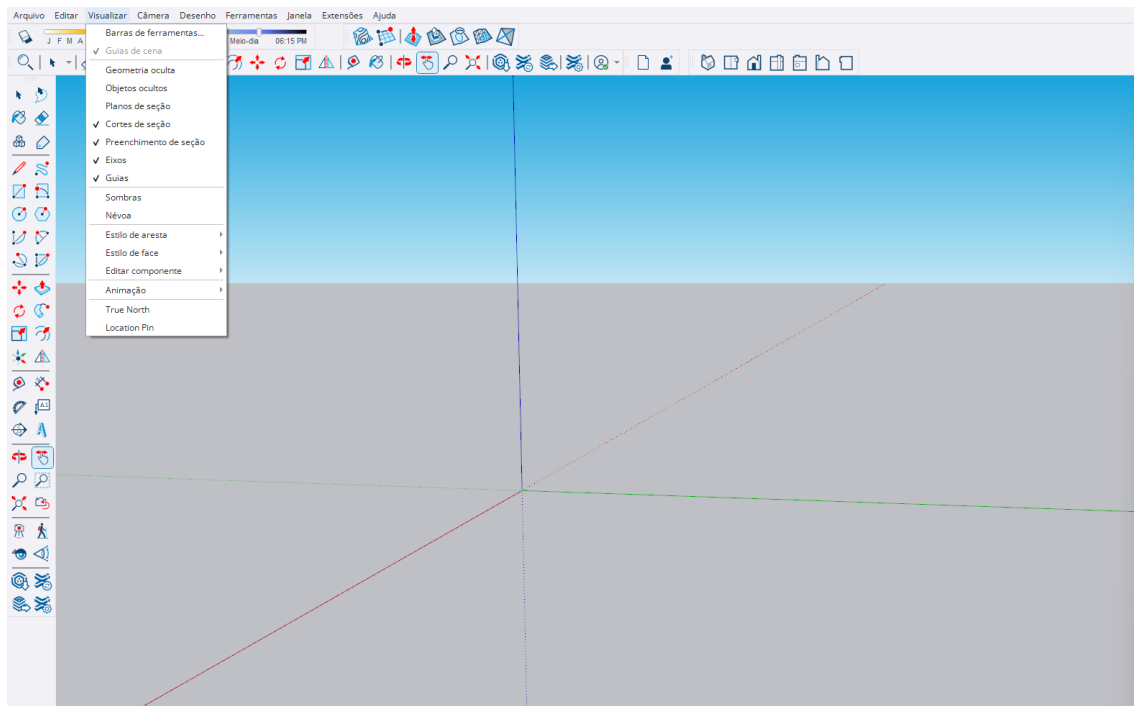 Arquivo Editar Visualizar Câmera Desenho Ferramentas Janela Extensões Ajuda
Barras de ferramentas...
J F M A
Meio-dia 06:15 PM
✓ Guias de cena
Geometria oculta
Objetos ocultos
Planos de seção
✓ Cortes de seção
✓ Preenchimento de seção
✓ Eixos
✓ Guias
Sombras
Névoa
Estilo de aresta
Estilo de face
Editar componente
Animação
True North
Location Pin
A1
A